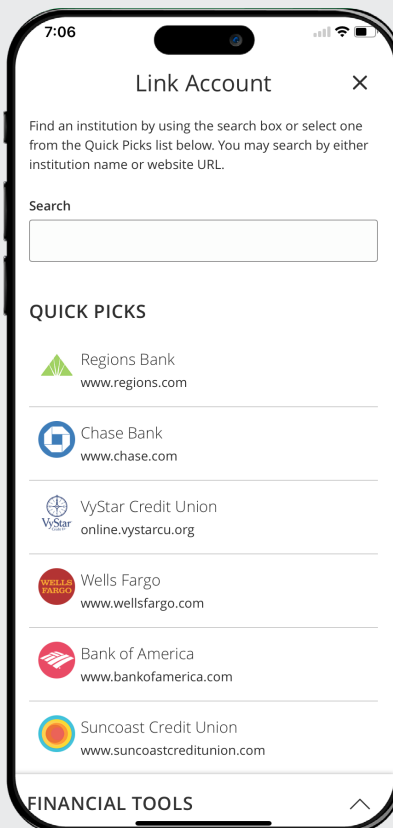 7:06
Link Account
Find an institution by using the search box or select one
from the Quick Picks list below. You may search by either
institution name or website URL.
Search
QUICK PICKS
Regions Bank
www.regions.com
Chase Bank
www.chase.com
VyStar Credit Union
VyStar
online.vystarcu.org
Wells Fargo
WELLS
FARGO
www.wellsfargo.com
Bank of America
www.bankofamerica.com
Suncoast Credit Union
www.suncoastcreditunion.com
FINANCIAL TOOLS